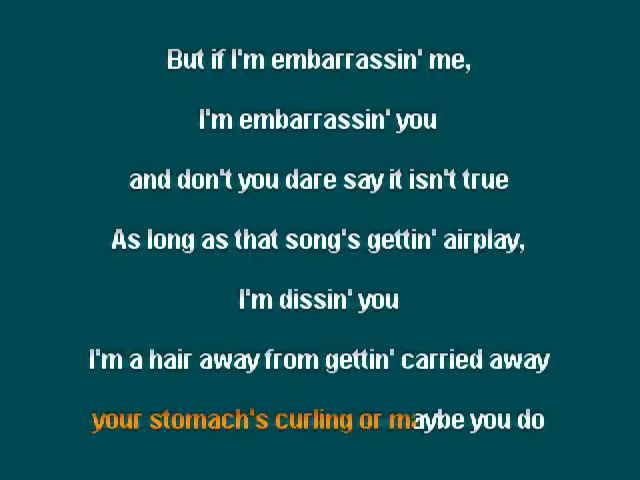 But if I'm embarrassin' me,
I'm embarrassin' you
and don't you dare say it isn't true
As long as that song's gettin' airplay,
I'm dissin' you
I'm a hair away from gettin' carried away
your stomach's curling or maybe you do